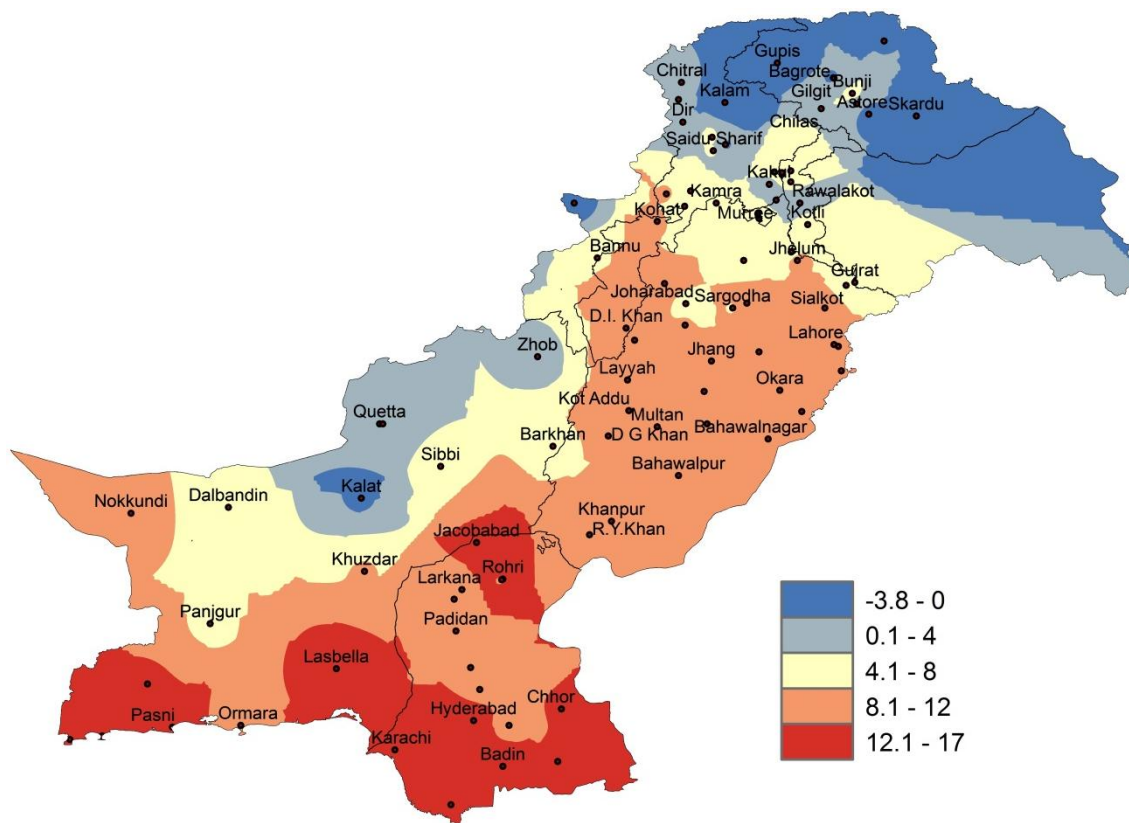 Gupis
Chitral
Bagrote
Bunji
Kalam
Gilgit
Astore
Skardu
Dir
Chilas
Saidu Sharif
Kakul
Kamra
Rawalakot
Kohat
Murree
Kotli
Bannu
Jhelum
Gujrat
Joharabad
Sargodha
Sialkot
D.I. Khan
Lahore
Zhob
Jhang
Layyah
Okara
Kot Addu
Quetta
Multan
Bahawalnagar
D G Khan
Barkhan
Sibbi
Bahawalpur
Kalat
Dalbandin
Nokkundi
Khanpur
R.Y.Khan
Jacobabad
Khuzdar
Rohri
Larkana
Panjgur
Padidan
Lasbella
Chhor
Pasni
Ormara
Hyderabad
Karachi
Badin
-3.8 - 0
0.1 - 4
4.1 - 8
8.1 - 12
12.1 - 17